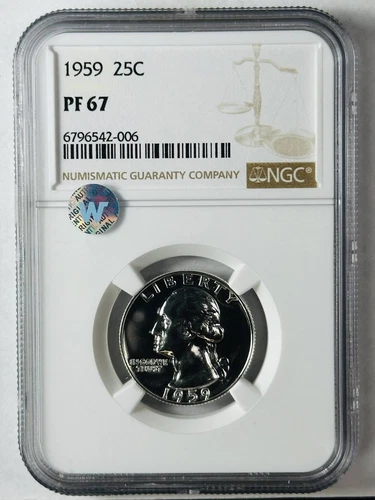 1959 25C
PF 67
6796542-006
NUMISMATIC GUARANTY COMPANY NGC®
W
LIBERTY
IN GOD WE
TRUST
1959